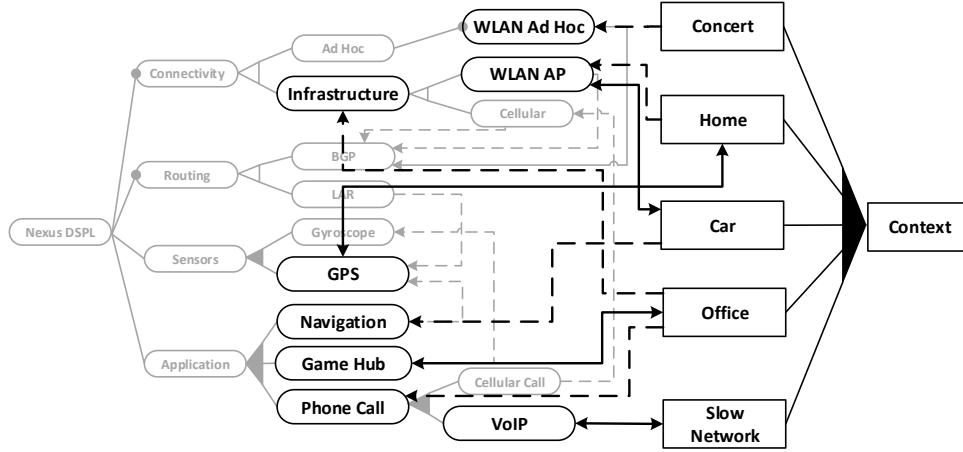 WLAN Ad Hoc
Concert
Ad Hoc
Connectivity
WLAN AP
Infrastructure
Cellular
Home
BGP
Routing
LAR
Nexus DSPL
Gyroscope
Car
Context
Sensors
GPS
Navigation
Office
Application
Game Hub
Cellular Call
Phone Call
VoIP
Slow
Network